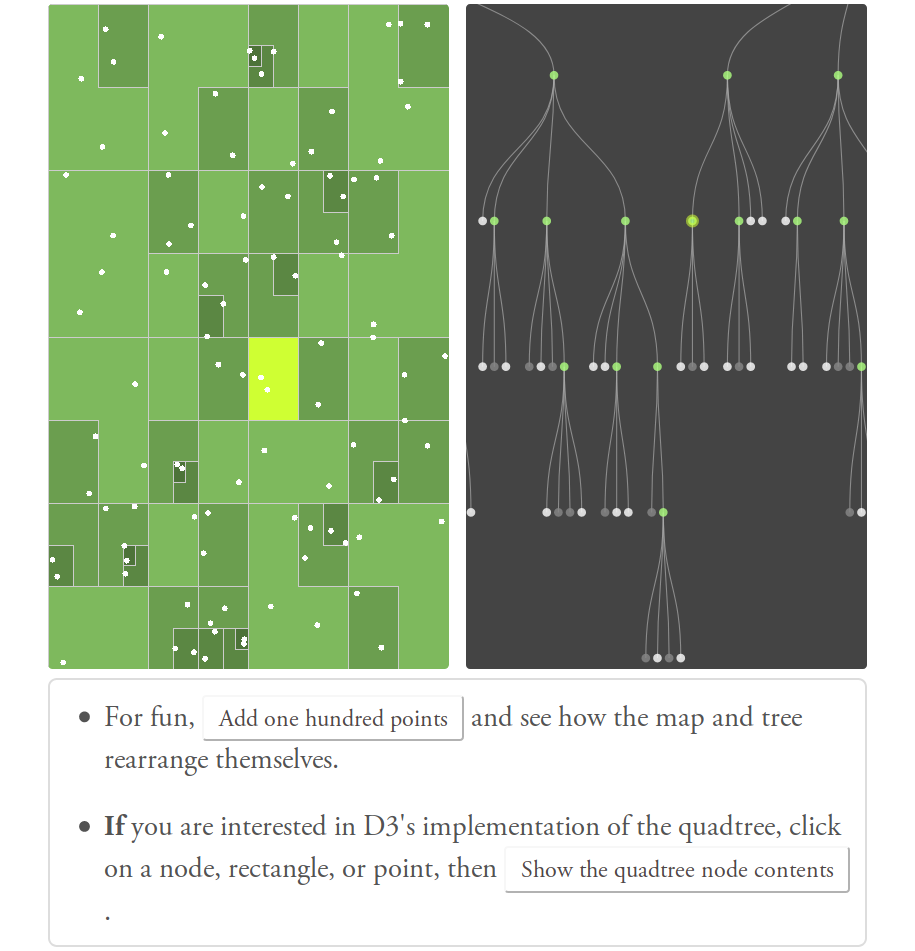 For fun, Add one hundred points and see how the map and tree
rearrange themselves.
If you are interested in D3's implementation of the quadtree, click
on a node, rectangle, or point, then Show the quadtree node contents
.